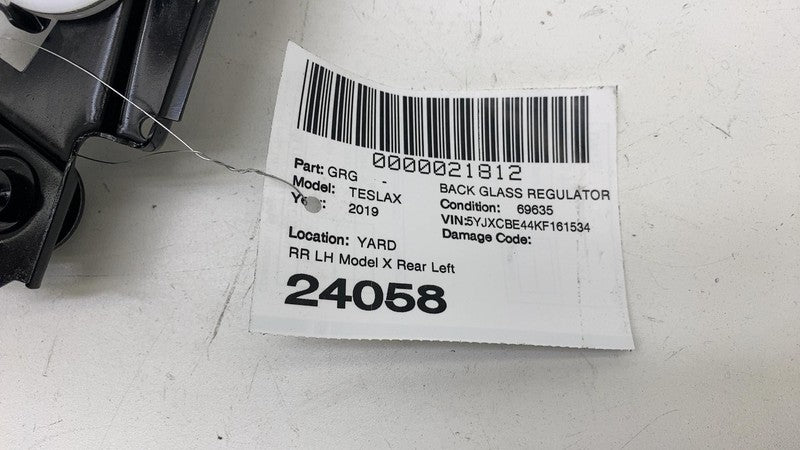 0000021812
Part: GRG - BACK GLASS REGULATOR
Model: TESLAX Condition: 69635
2019 VIN:5YJXCBE44KF161534
Damage Code:
Location: YARD
RR LH Model X Rear Left
24058